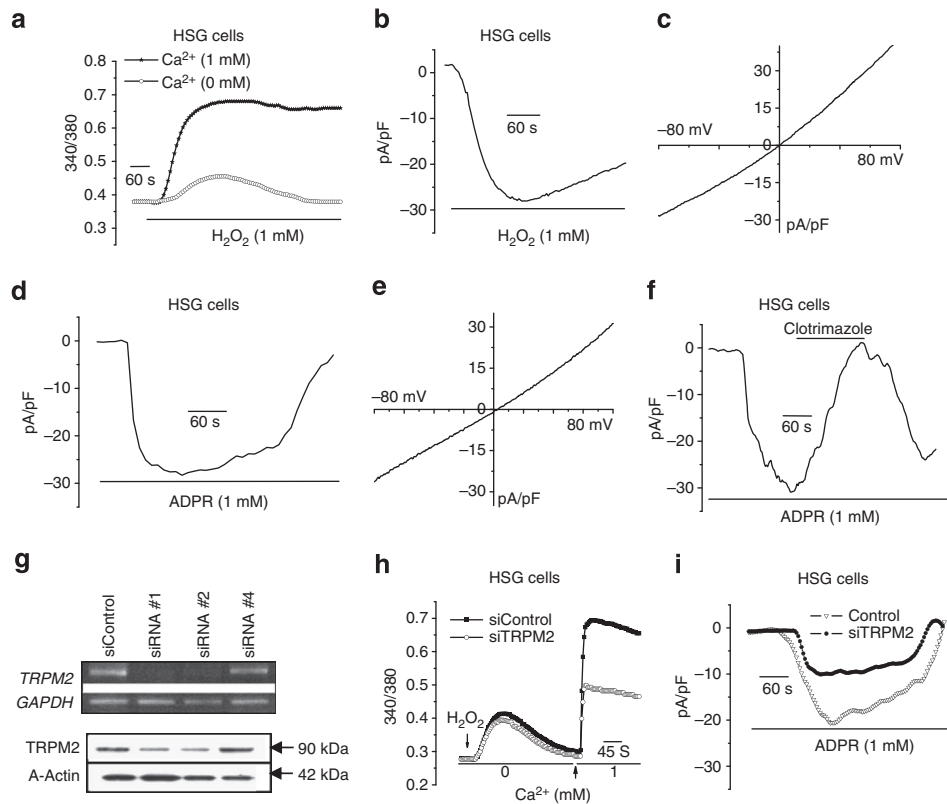 a
HSG cells
Ca2+ (1 mM)
Ca2+ (0 mM)
340/380
0.8
0.7
0.6
0.5
0.4
0.3
60 s
H2O2 (1 mM)
b
HSG cells
pA/pF
0
−10
−20
−30
60 s
H2O2 (1 mM)
c
30
15
0
−15
−30
−80 mV
80 mV
pA/pF
d
HSG cells
pA/pF
0
−10
−20
−30
60 s
ADPR (1 mM)
e
30
15
0
−15
−30
−80 mV
80 mV
pA/pF
f
HSG cells
Clotrimazole
pA/pF
0
−10
−20
−30
60 s
ADPR (1 mM)
g
siControl
siRNA #1
siRNA #2
siRNA #4
TRPM2
GAPDH
TRPM2
90 kDa
A-Actin
42 kDa
h
HSG cells
siControl
siTRPM2
340/380
0.7
0.6
0.5
0.4
0.3
0.2
H2O2
45 S
0
1
Ca2+ (mM)
i
HSG cells
Control
siTRPM2
pA/pF
0
−10
−20
−30
60 s
ADPR (1 mM)